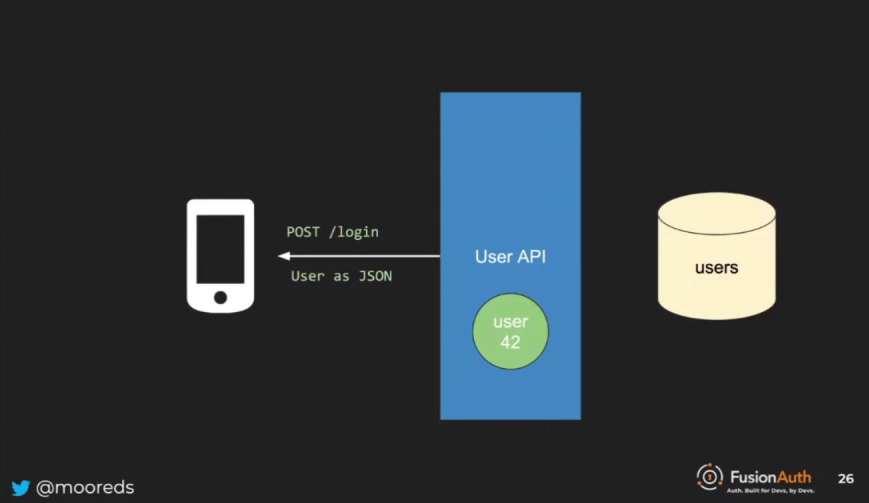 POST /login
User as JSON
User API
user
42
users
@mooreds
FusionAuth
Auth. Built for Devs, by Devs.
26